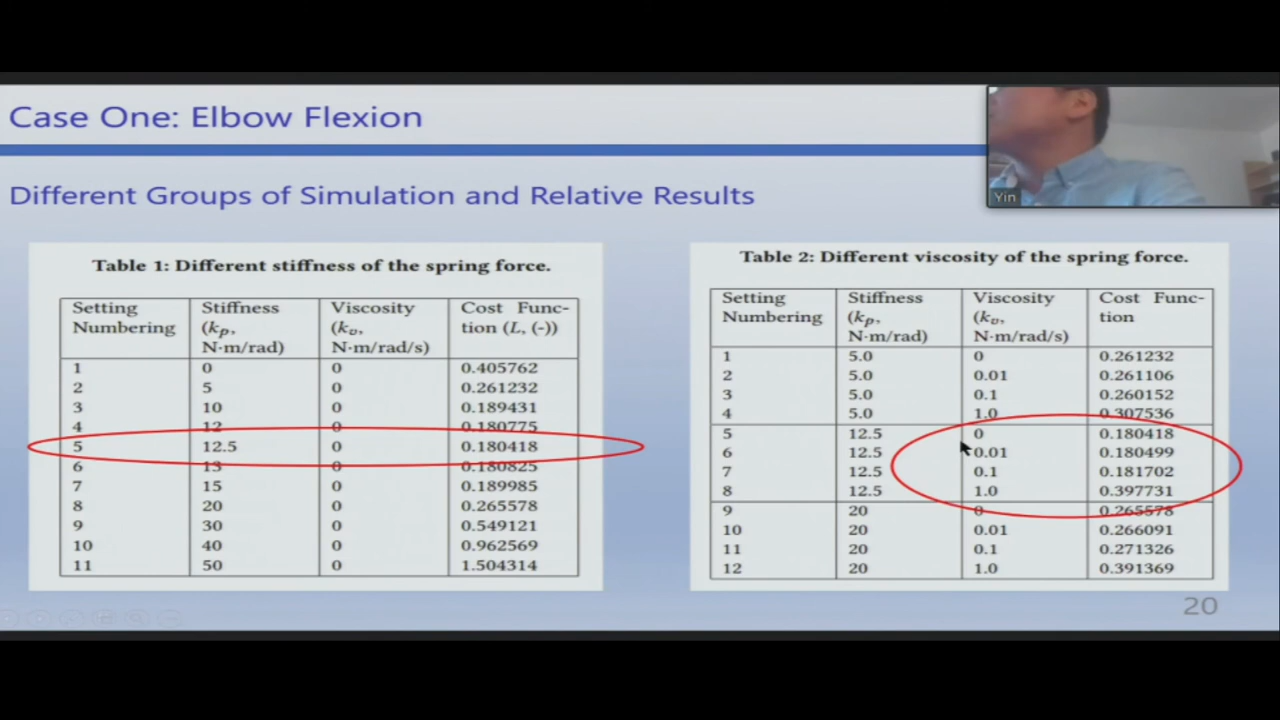 Case One: Elbow Flexion
Yin
Different Groups of Simulation and Relative Results
Table 1: Different stiffness of the spring force.
Setting Numbering Stiffness (kp, N·m/rad) Viscosity (kv, N·m/rad/s) Cost Func-tion (L, (-))
1 0 0 0.405762
2 5 0 0.261232
3 10 0 0.189431
4 12 0 0.180775
5 12.5 0 0.180418
6 13 0 0.180825
7 15 0 0.189985
8 20 0 0.265578
9 30 0 0.549121
10 40 0 0.962569
11 50 0 1.504314
Table 2: Different viscosity of the spring force.
Setting Numbering Stiffness (kp, N·m/rad) Viscosity (kv, N·m/rad/s) Cost Func-tion
1 5.0 0 0.261232
2 5.0 0.01 0.261106
3 5.0 0.1 0.260152
4 5.0 1.0 0.307536
5 12.5 0 0.180418
6 12.5 0.01 0.180499
7 12.5 0.1 0.181702
8 12.5 1.0 0.397731
9 20 0 0.265578
10 20 0.01 0.266091
11 20 0.1 0.271326
12 20 1.0 0.391369
20